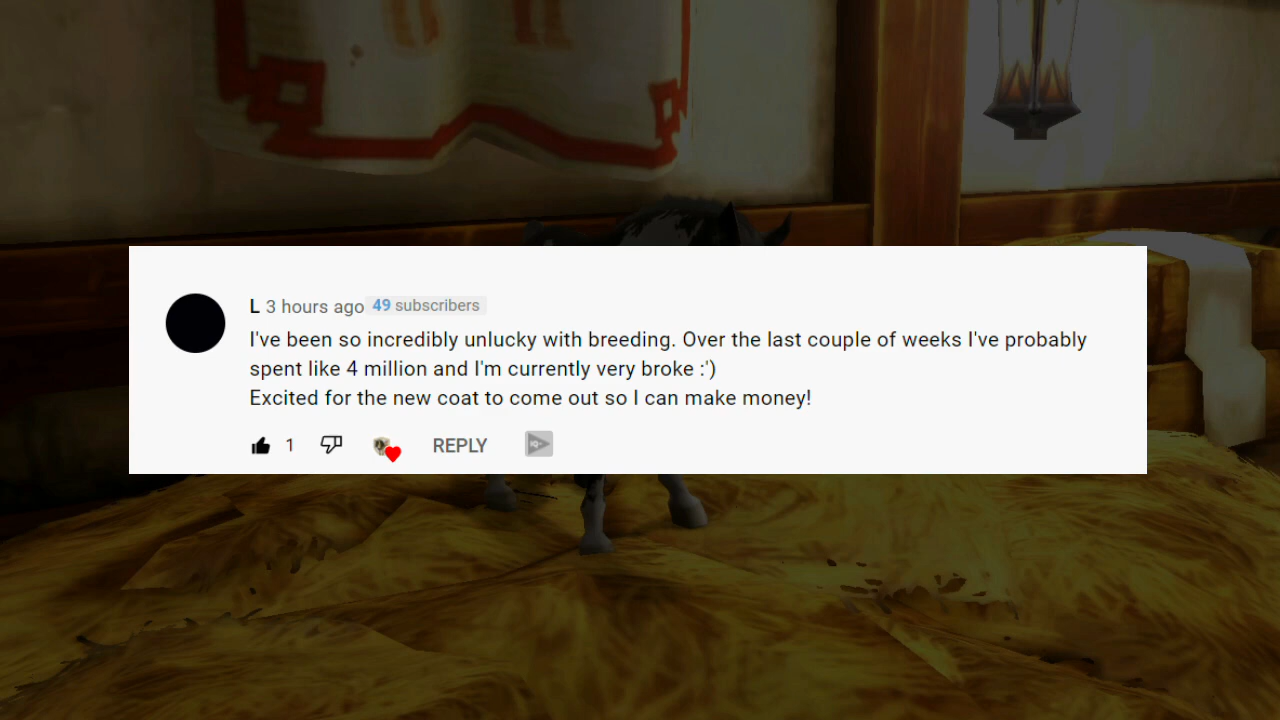 L 3 hours ago 49 subscribers
I've been so incredibly unlucky with breeding. Over the last couple of weeks I've probably
spent like 4 million and I'm currently very broke :')
Excited for the new coat to come out so I can make money!
1 REPLY